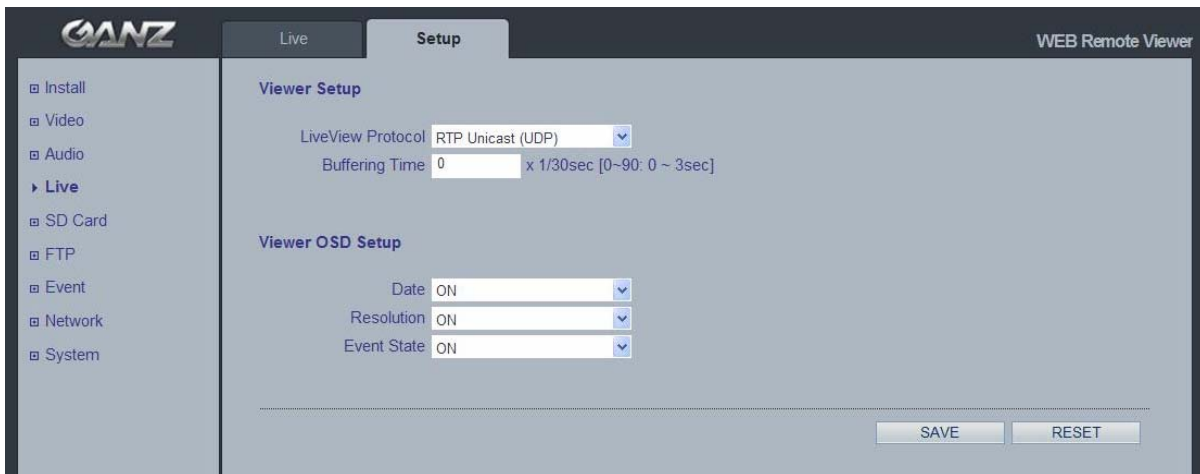 GANZ
Live
Setup
WEB Remote Viewer
Install
Video
Audio
Live
SD Card
FTP
Event
Network
System
Viewer Setup
LiveView Protocol RTP Unicast (UDP)
Buffering Time 0 x 1/30sec [0~90: 0 ~ 3sec]
Viewer OSD Setup
Date ON
Resolution ON
Event State ON
SAVE
RESET